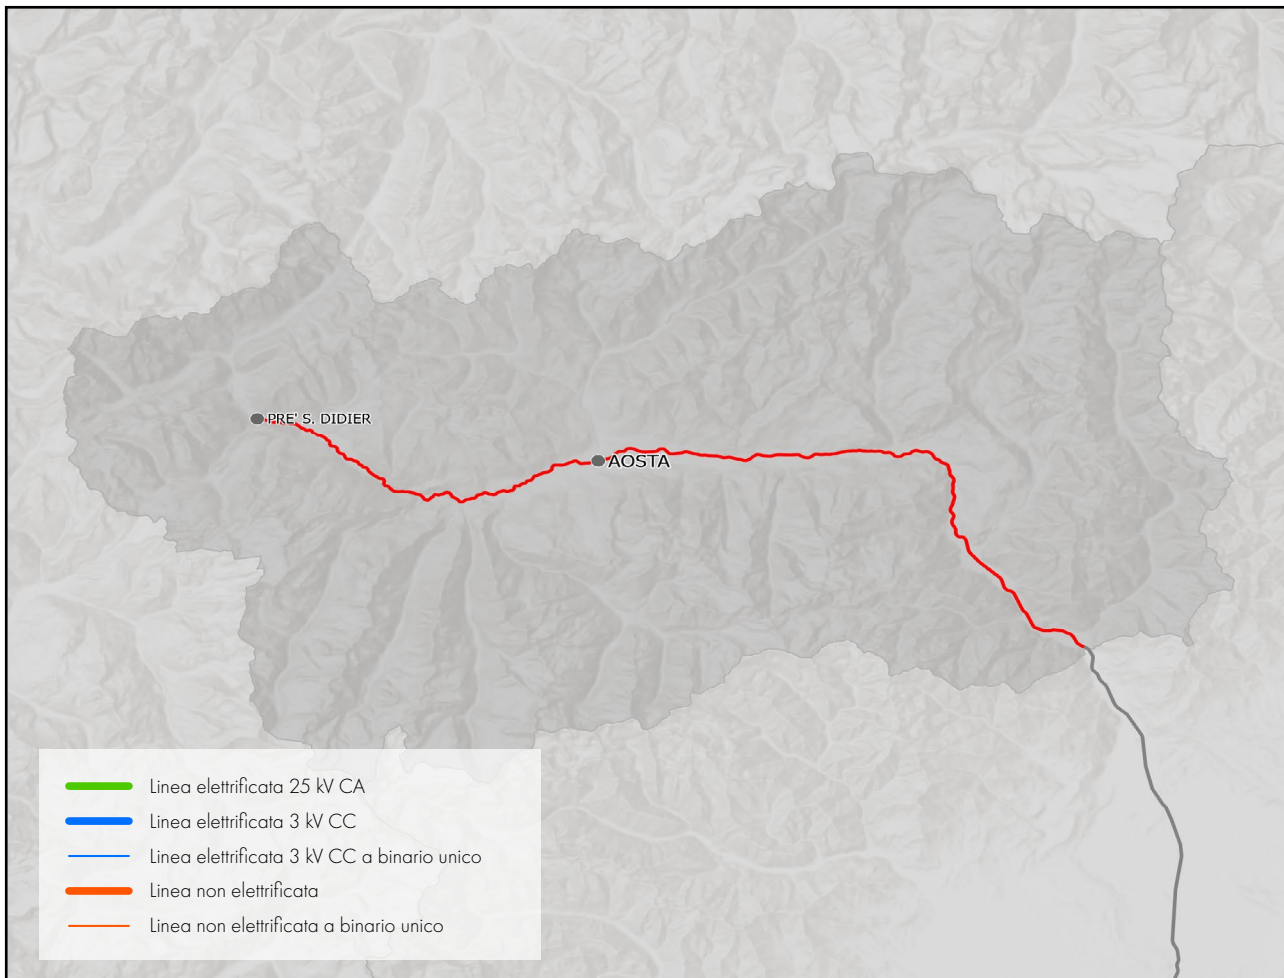 PRE' S. DIDIER
AOSTA
Linea elettrificata 25 kV CA
Linea elettrificata 3 kV CC
Linea elettrificata 3 kV CC a binario unico
Linea non elettrificata
Linea non elettrificata a binario unico